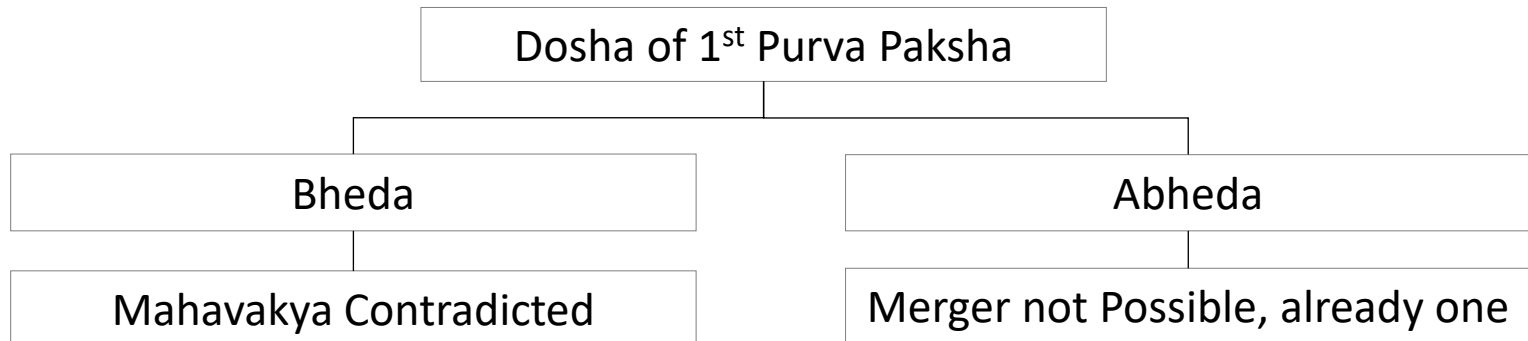 Dosha of 1st Purva Paksha
Bheda
Abheda
Mahavakya Contradicted
Merger not Possible, already one